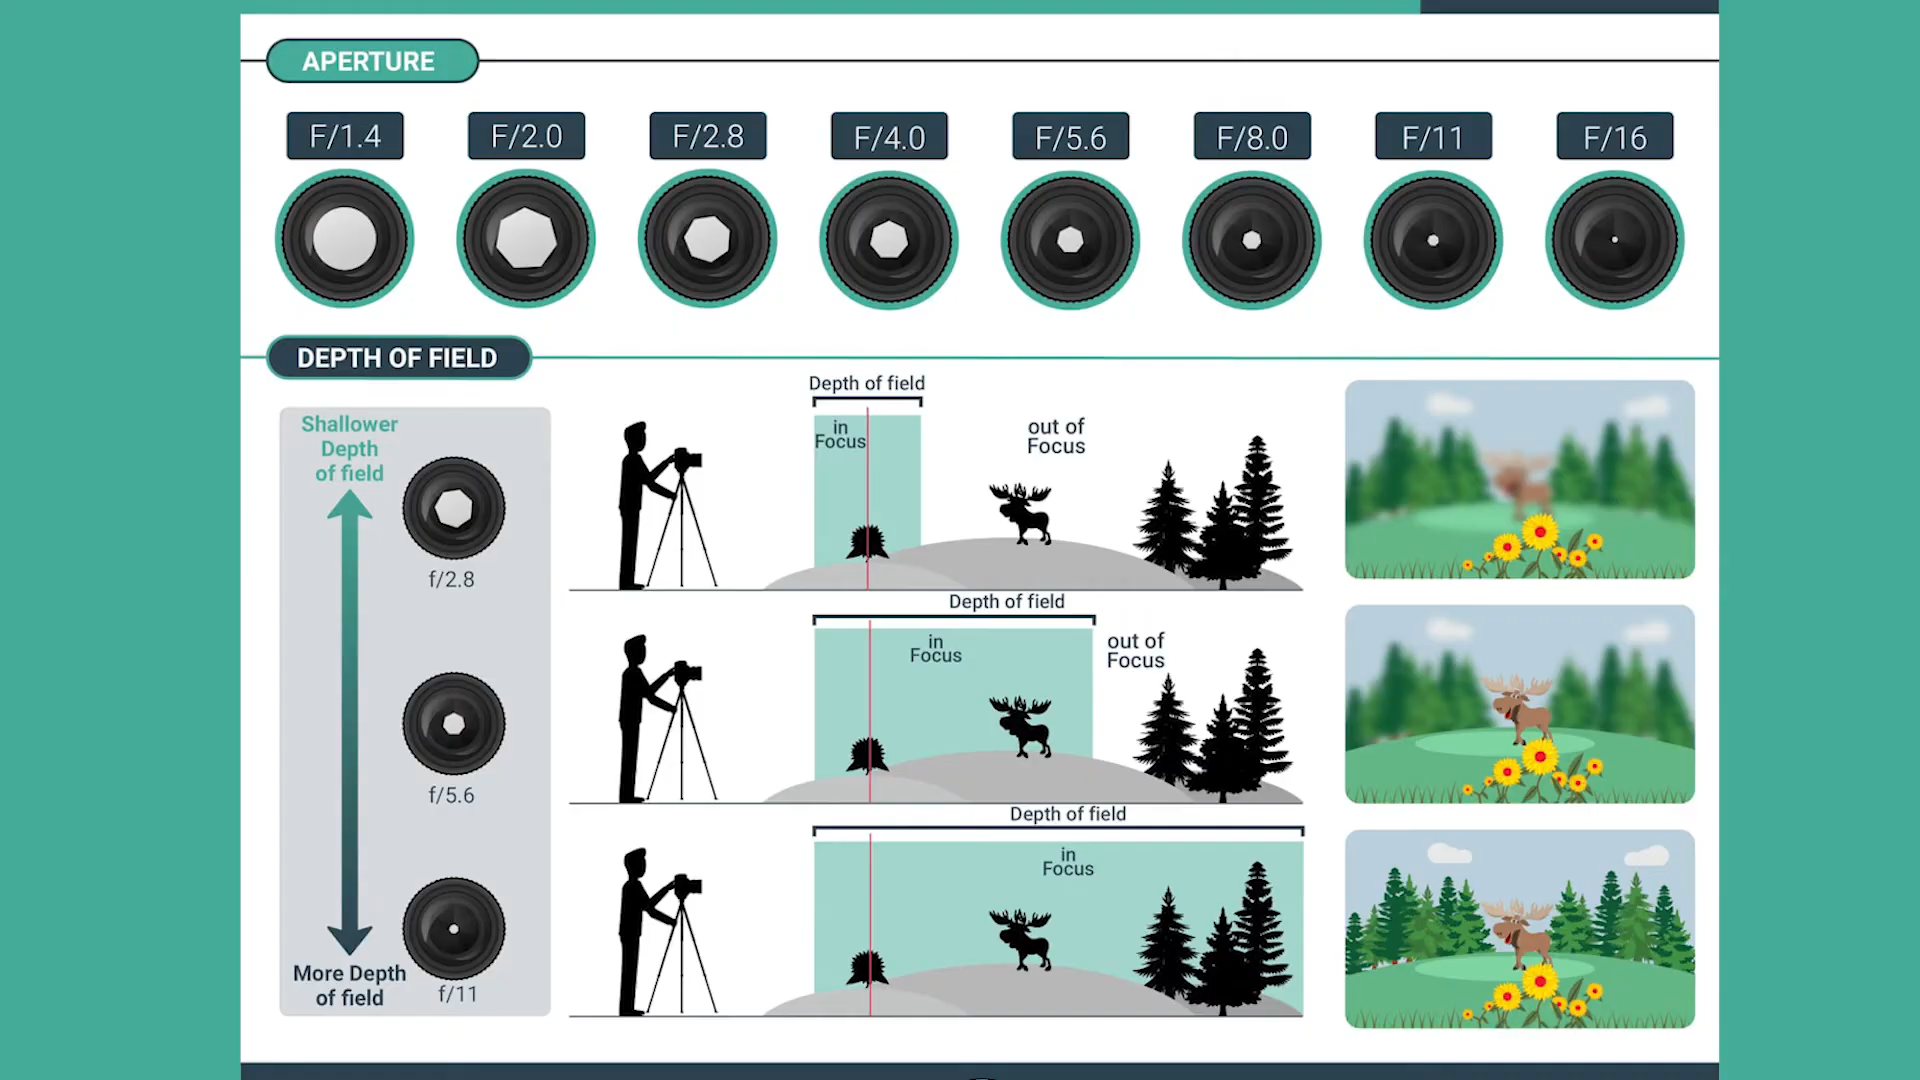 APERTURE
F/1.4 F/2.0 F/2.8 F/4.0 F/5.6 F/8.0 F/11 F/16
DEPTH OF FIELD
Shallower
Depth
of field
f/2.8
f/5.6
More Depth
of field
f/11
Depth of field
in
Focus
out of
Focus
Depth of field
in
Focus
out of
Focus
Depth of field
in
Focus